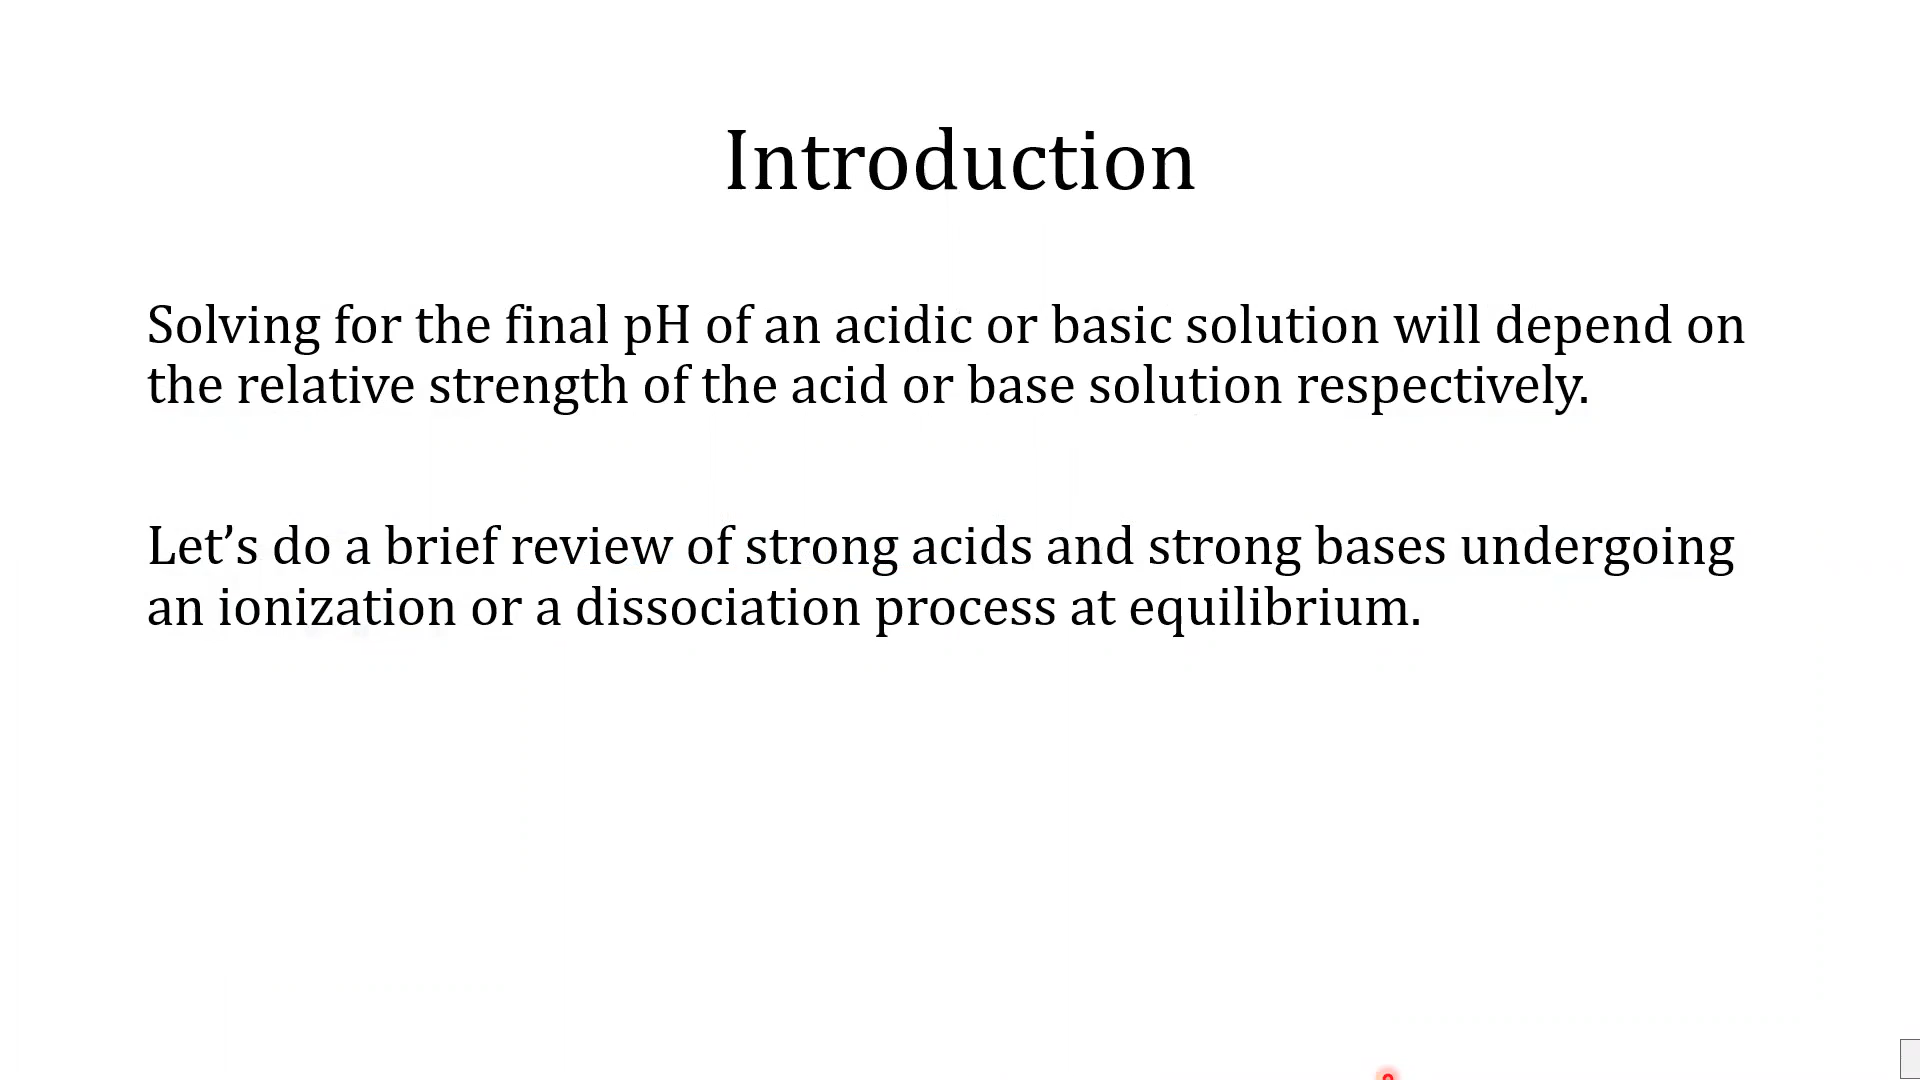 Introduction
Solving for the final pH of an acidic or basic solution will depend on
the relative strength of the acid or base solution respectively.
Let’s do a brief review of strong acids and strong bases undergoing
an ionization or a dissociation process at equilibrium.